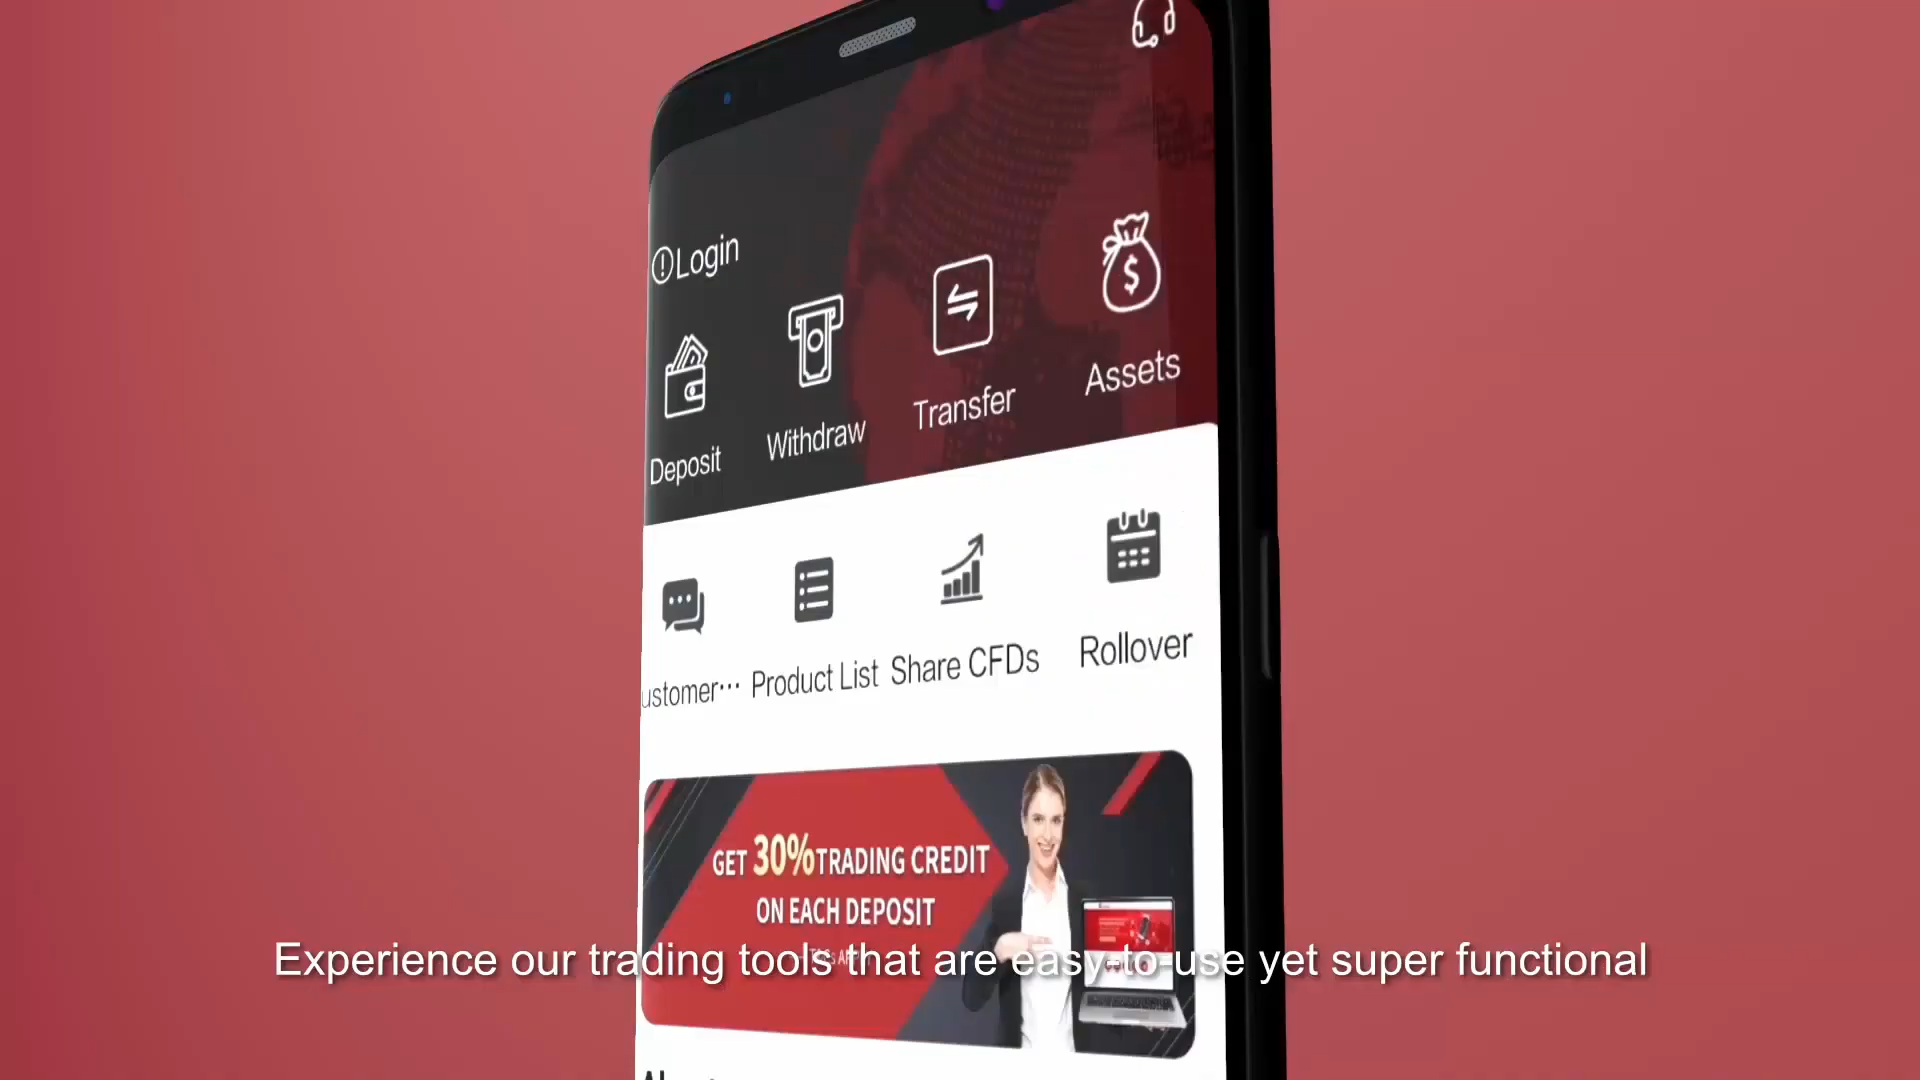 Login
Deposit
Withdraw
Transfer
Assets
ustomer···
Product List
Share CFDs
Rollover
GET 30% TRADING CREDIT
ON EACH DEPOSIT
Experience our trading tools that are easy-to-use yet super functional